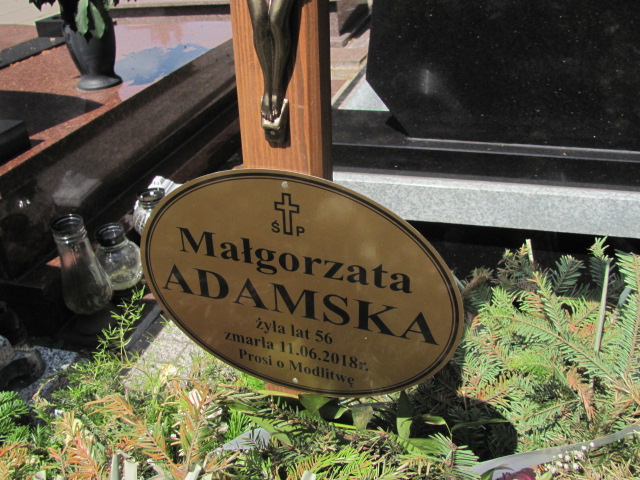 Ś P
Małgorzata
ADAMSKA
żyła lat 56
zmarła 11.06.2018r.
Prosi o Modlitwę